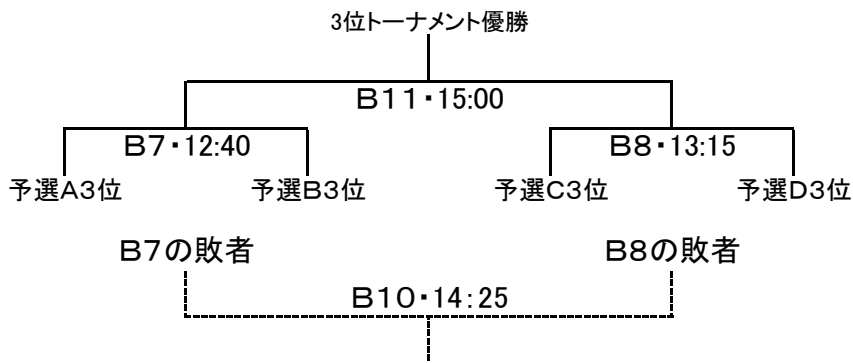 3位トーナメント優勝
B11・15:00
B7・12:40 B8・13:15
予選A3位 予選B3位 予選C3位 予選D3位
B7の敗者 B8の敗者
B10・14:25